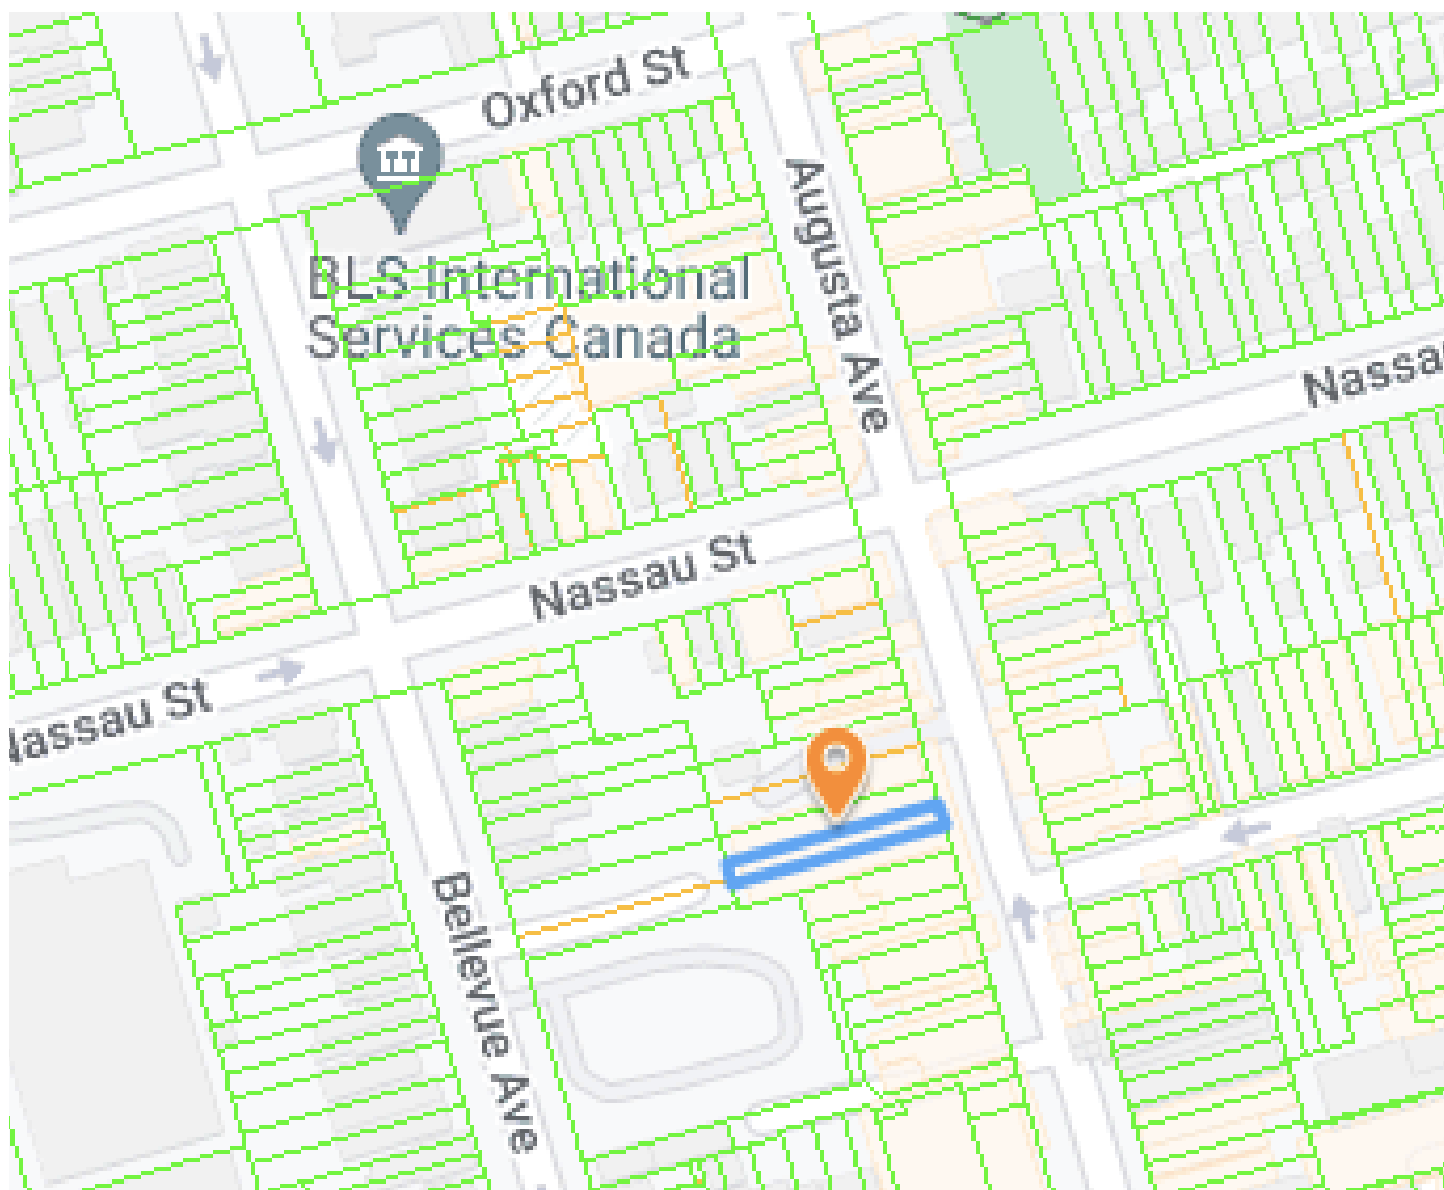 Oxford St
Augusta Ave
BLS International
Services Canada
Nassa
Nassau St
Nassau St
Bellevue Ave